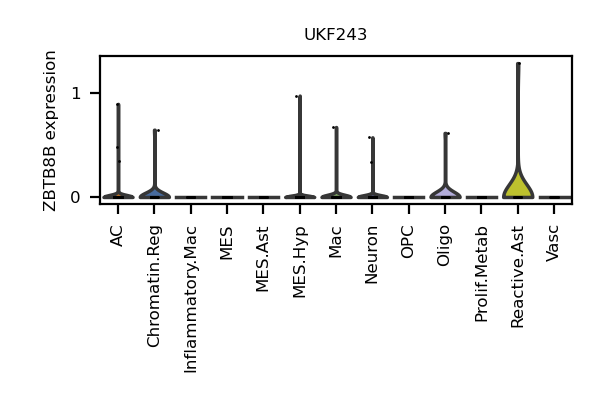 UKF243
ZBTB8B expression
1
0
AC
Chromatin.Reg
Inflammatory.Mac
MES
MES.Ast
MES.Hyp
Mac
Neuron
OPC
Oligo
Prolif.Metab
Reactive.Ast
Vasc